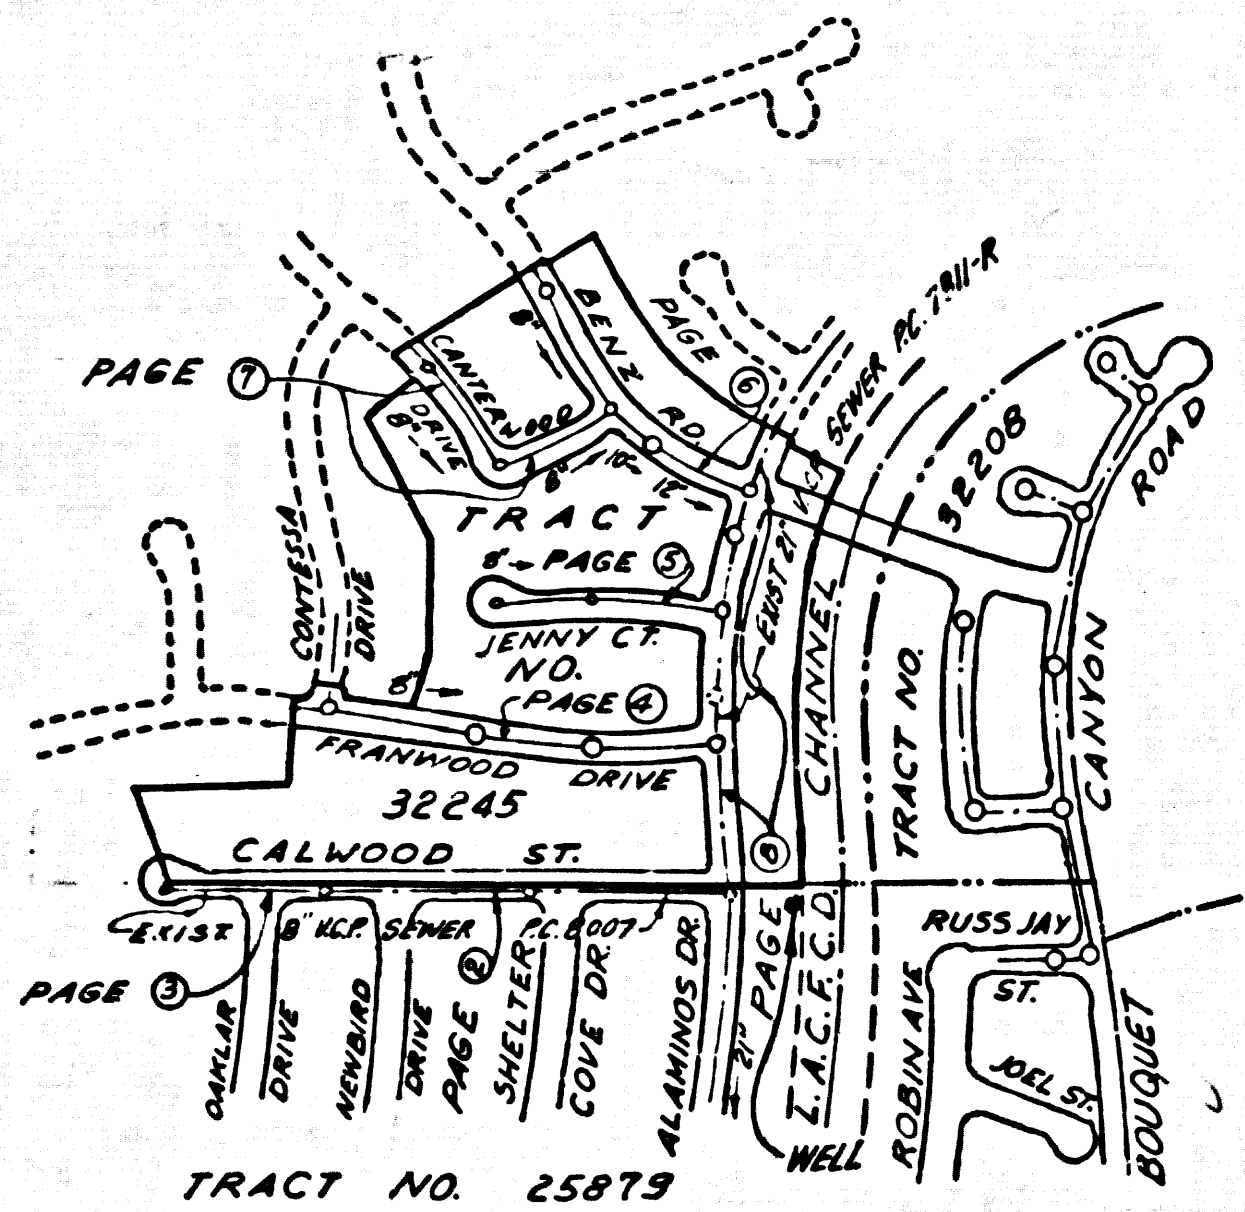 BENZ RD.
PAGE 6
SEWER P.C. 7911-R
PAGE 7
CANTERWOOD
DRIVE
8"
8"
8"
10"
12"
TRACT
8" PAGE 5
JENNY CT.
NO.
8"
PAGE 4
FRANWOOD DRIVE
32245
CONTESSA
DRIVE
EXIST 21" V.C.P.
CHANNEL
TRACT NO.
32208
CANYON
ROAD
CALWOOD ST.
8
EXIST 8" V.C.P. SEWER P.C. 8007
PAGE 3
PAGE 2
OAKLAR
DRIVE
NEWBIRD
DRIVE
SHELTER
COVE DR.
ALAMINOS DR.
21"
PAGE
L.A.C.F.C.D.
WELL
ROBIN AVE
RUSS JAY
ST.
JOEL ST.
BOUQUET
TRACT NO. 25879